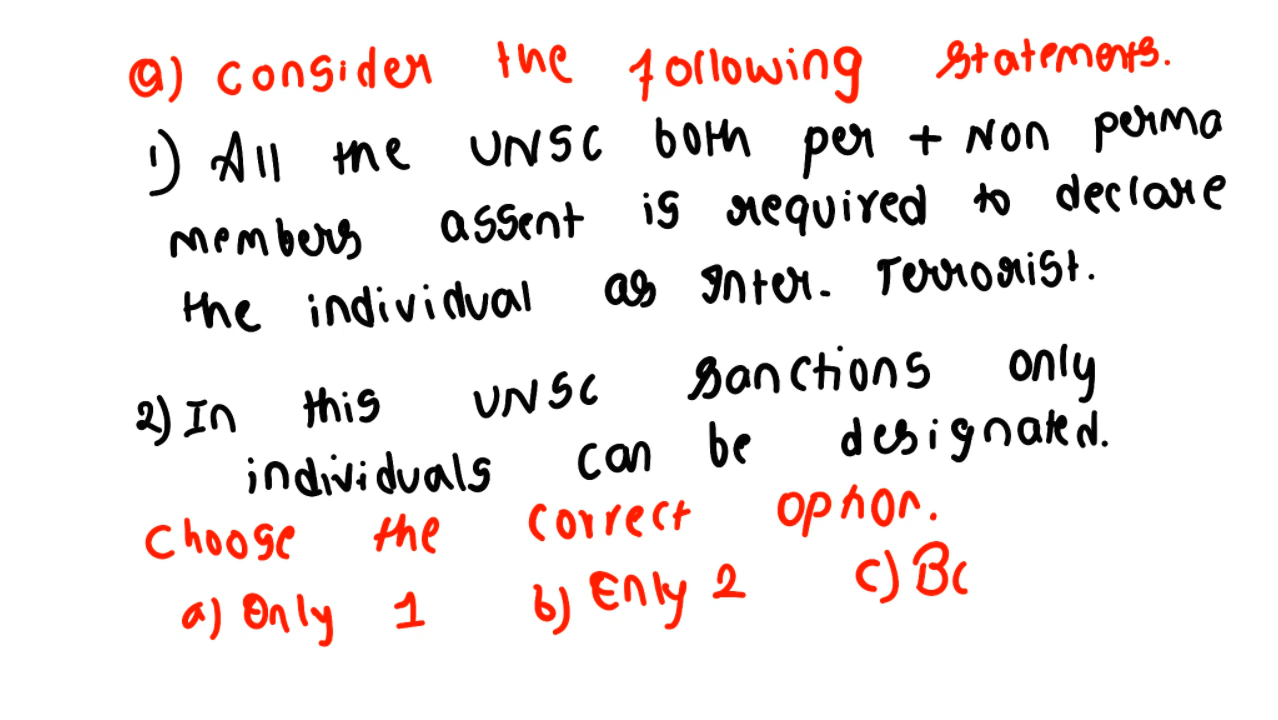 Q) Consider the following statements.
1) All the UNSC both per + Non perma
members assent is required to declare
the individual as Inter. Terrorist.
2) In this UNSC Sanctions only
individuals can be designated.
Choose the correct option.
a) Only 1 b) Only 2 c) Bo